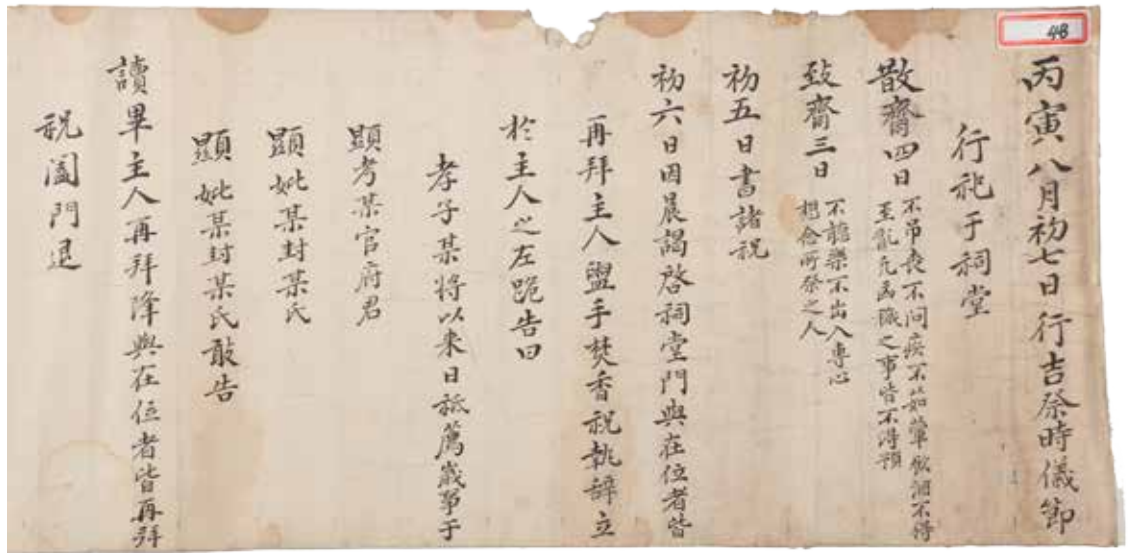 48
丙寅八月初七日行吉祭時儀節
行祀于祠堂
散齋四日 不吊喪不問疾不茹葷飲酒不得
至亂凡凶穢之事皆不得預
致齋三日 不聽樂不出入專心
想念所祭之人
初五日書諸祝
初六日因晨謁啓祠堂門與在位者皆
再拜主人盥手焚香祝執辭立
於主人之左跪告曰
孝子某將以來日祗薦歲事于
顯考某官府君
顯妣某封某氏
顯妣某封某氏敢告
讀畢主人再拜降與在位者皆再拜
祝闔門退